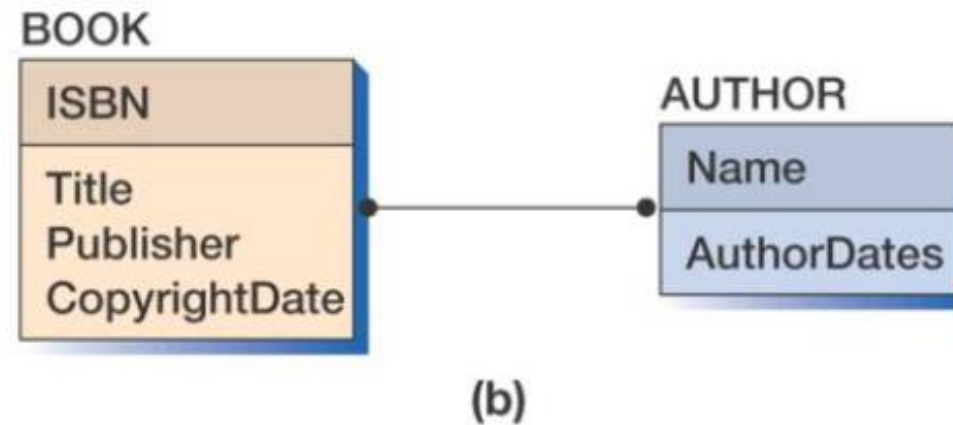 BOOK
ISBN
Title
Publisher
CopyrightDate
AUTHOR
Name
AuthorDates
(b)